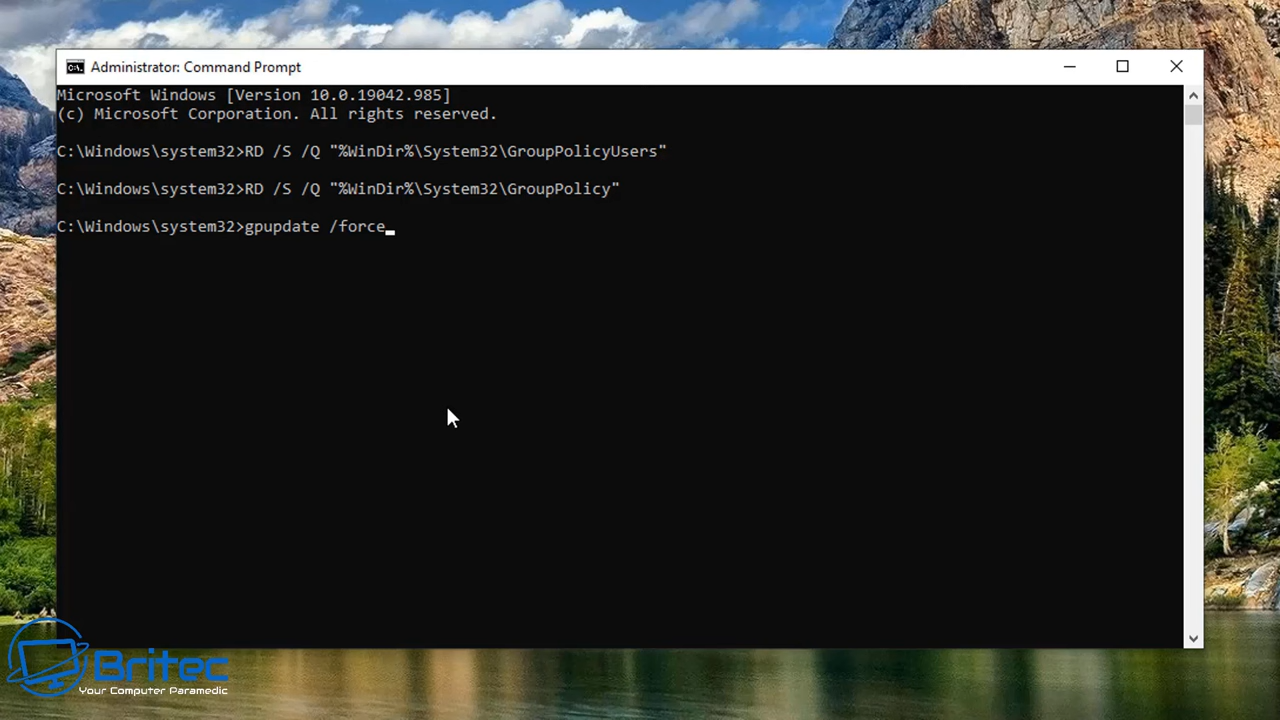 Administrator: Command Prompt
Microsoft Windows [Version 10.0.19042.985]
(c) Microsoft Corporation. All rights reserved.
C:\Windows\system32>RD /S /Q "%WinDir%\System32\GroupPolicyUsers"
C:\Windows\system32>RD /S /Q "%WinDir%\System32\GroupPolicy"
C:\Windows\system32>gpupdate /force
Britec
Your Computer Paramedic